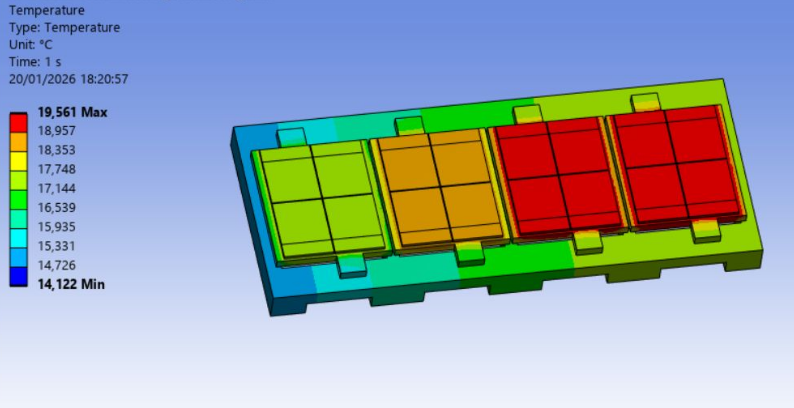 Temperature
Type: Temperature
Unit: °C
Time: 1 s
20/01/2026 18:20:57
19,561 Max
18,957
18,353
17,748
17,144
16,539
15,935
15,331
14,726
14,122 Min